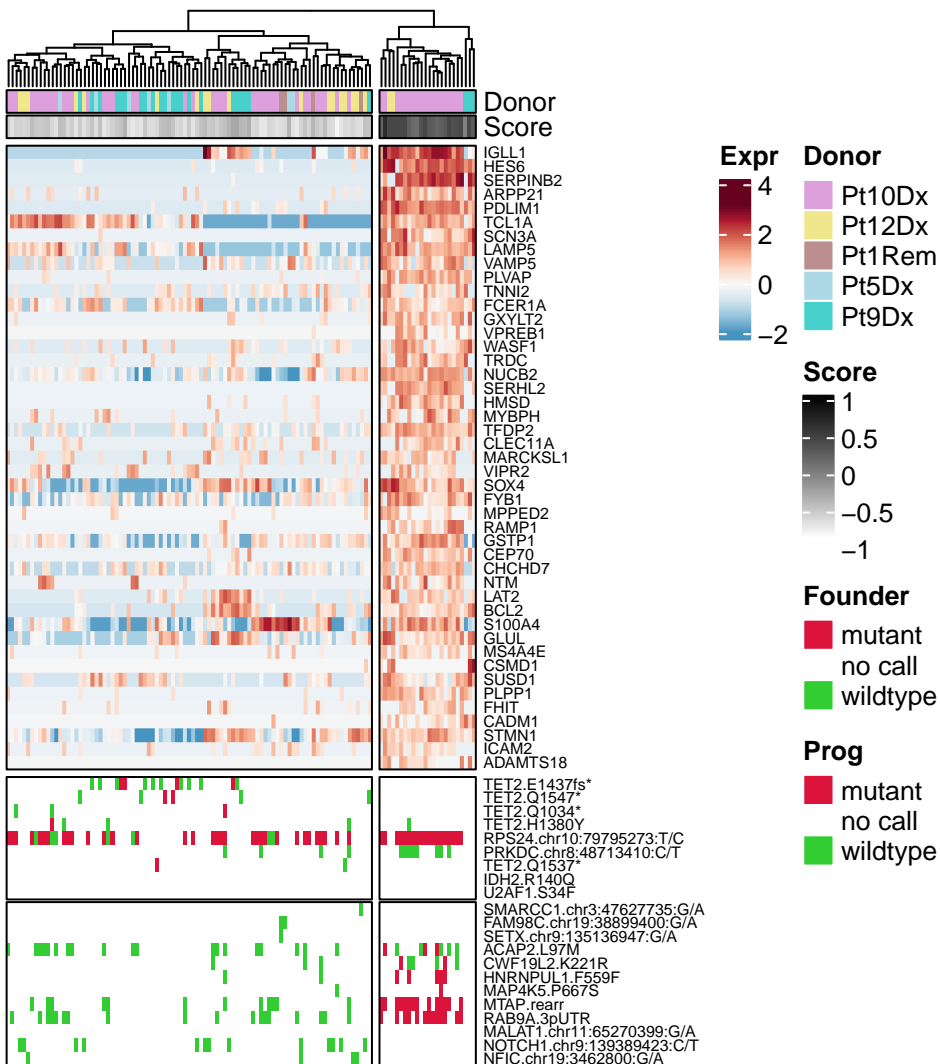 Donor
Score
IGLL1
HES6
SERPINB2
ARPP21
PDLIM1
TCL1A
SCN3A
LAMP5
VAMP5
PLVAP
TNNI2
FCER1A
GXYLT2
VPREB1
WASF1
TRDC
NUCB2
SERHL2
HMSD
MYBPH
TFDP2
CLEC11A
MARCKSL1
VIPR2
SOX4
FYB1
MPPED2
RAMP1
GSTP1
CEP70
CHCHD7
NTM
LAT2
BCL2
S100A4
GLUL
MS4A4E
CSMD1
SUSD1
PLPP1
FHIT
CADM1
STMN1
ICAM2
ADAMTS18
TET2.E1437fs*
TET2.Q1547*
TET2.Q1034*
TET2.H1380Y
RPS24.chr10:79795273:T/C
PRKDC.chr8:48713410:C/T
TET2.Q1537*
IDH2.R140Q
U2AF1.S34F
SMARCC1.chr3:47627735:G/A
FAM98C.chr19:38899400:G/A
SETX.chr9:135136947:G/A
ACAP2.L97M
CWF19L2.K221R
HNRNPUL1.F559F
MAP4K5.P667S
MTAP.rearr
RAB9A.3pUTR
MALAT1.chr11:65270399:G/A
NOTCH1.chr9:139389423:C/T
NFIC.chr19:3462800:G/A
Expr
4
2
0
−2
Donor
Pt10Dx
Pt12Dx
Pt1Rem
Pt5Dx
Pt9Dx
Score
1
0.5
0
−0.5
−1
Founder
mutant
no call
wildtype
Prog
mutant
no call
wildtype